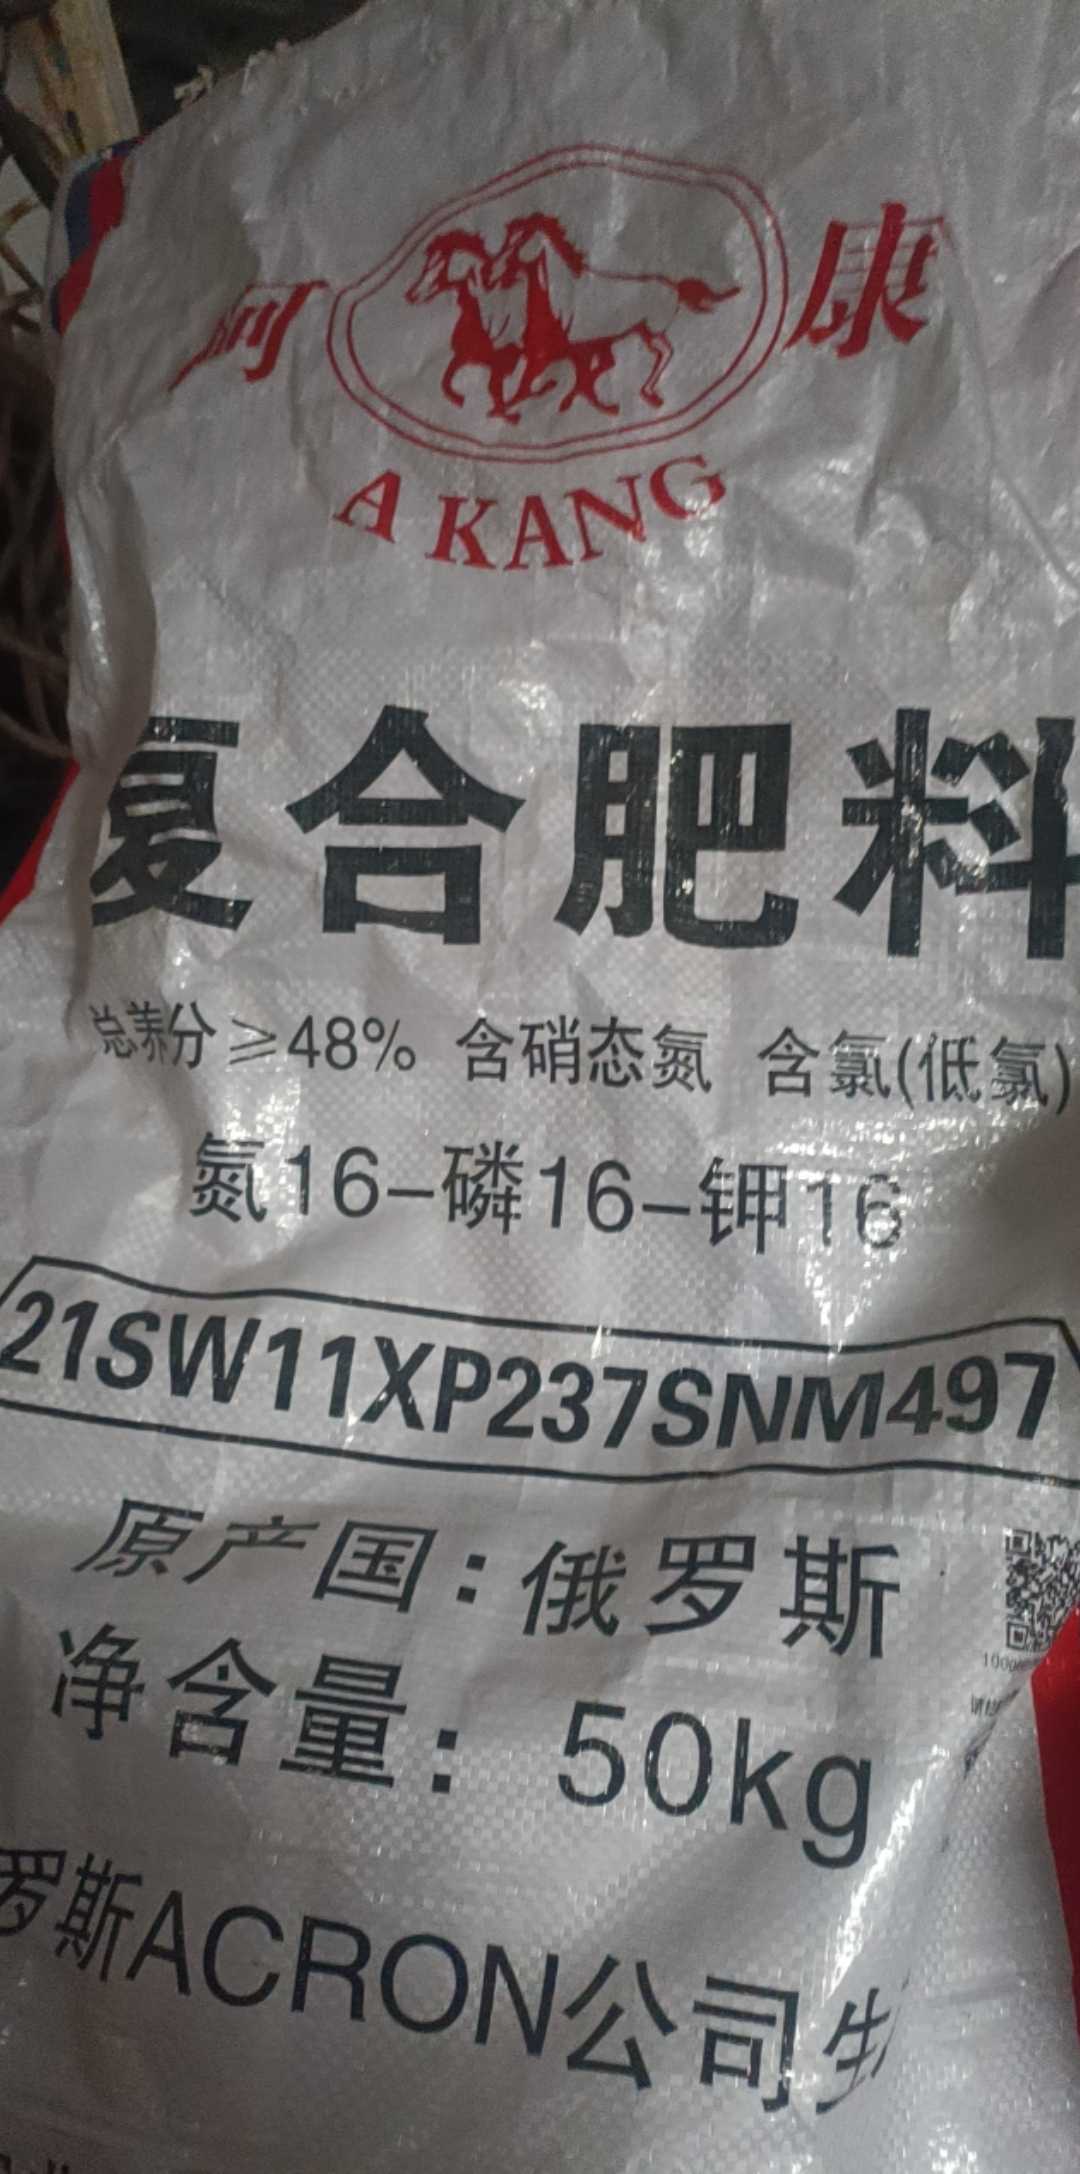 阿 康
A KANG
复合肥料
总养分≥48% 含硝态氮 含氯(低氯)
氮16-磷16-钾16
21SW11XP237SNM497
原产国:俄罗斯
净含量: 50kg
罗斯ACRON公司生